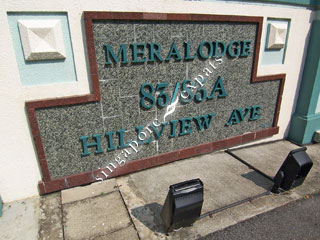 MERALODGE
83/83A
HILLVIEW AVE
singapore expats